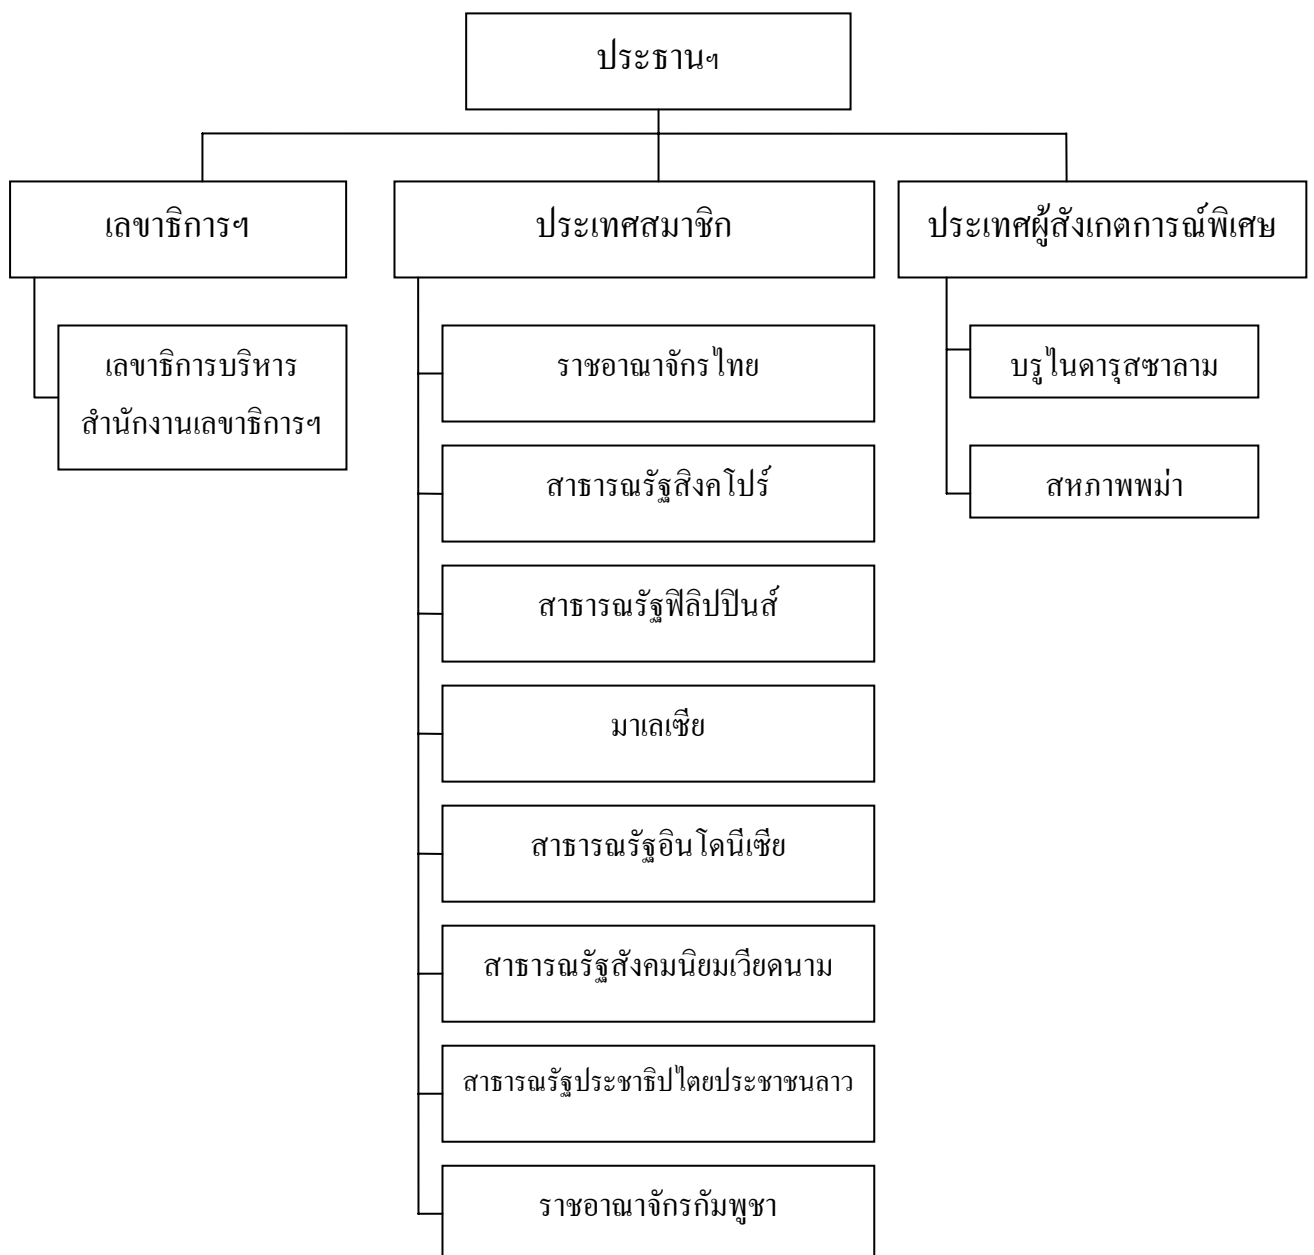 ประธานฯ
เลขาธิการฯ
ประเทศสมาชิก
ประเทศผู้สังเกตการณ์พิเศษ
เลขาธิการบริหาร
สำนักงานเลขาธิการฯ
ราชอาณาจักรไทย
สาธารณรัฐสิงคโปร์
สาธารณรัฐฟิลิปปินส์
มาเลเซีย
สาธารณรัฐอินโดนีเซีย
สาธารณรัฐสังคมนิยมเวียดนาม
สาธารณรัฐประชาธิปไตยประชาชนลาว
ราชอาณาจักรกัมพูชา
บรูไนดารุสซาลาม
สหภาพพม่า